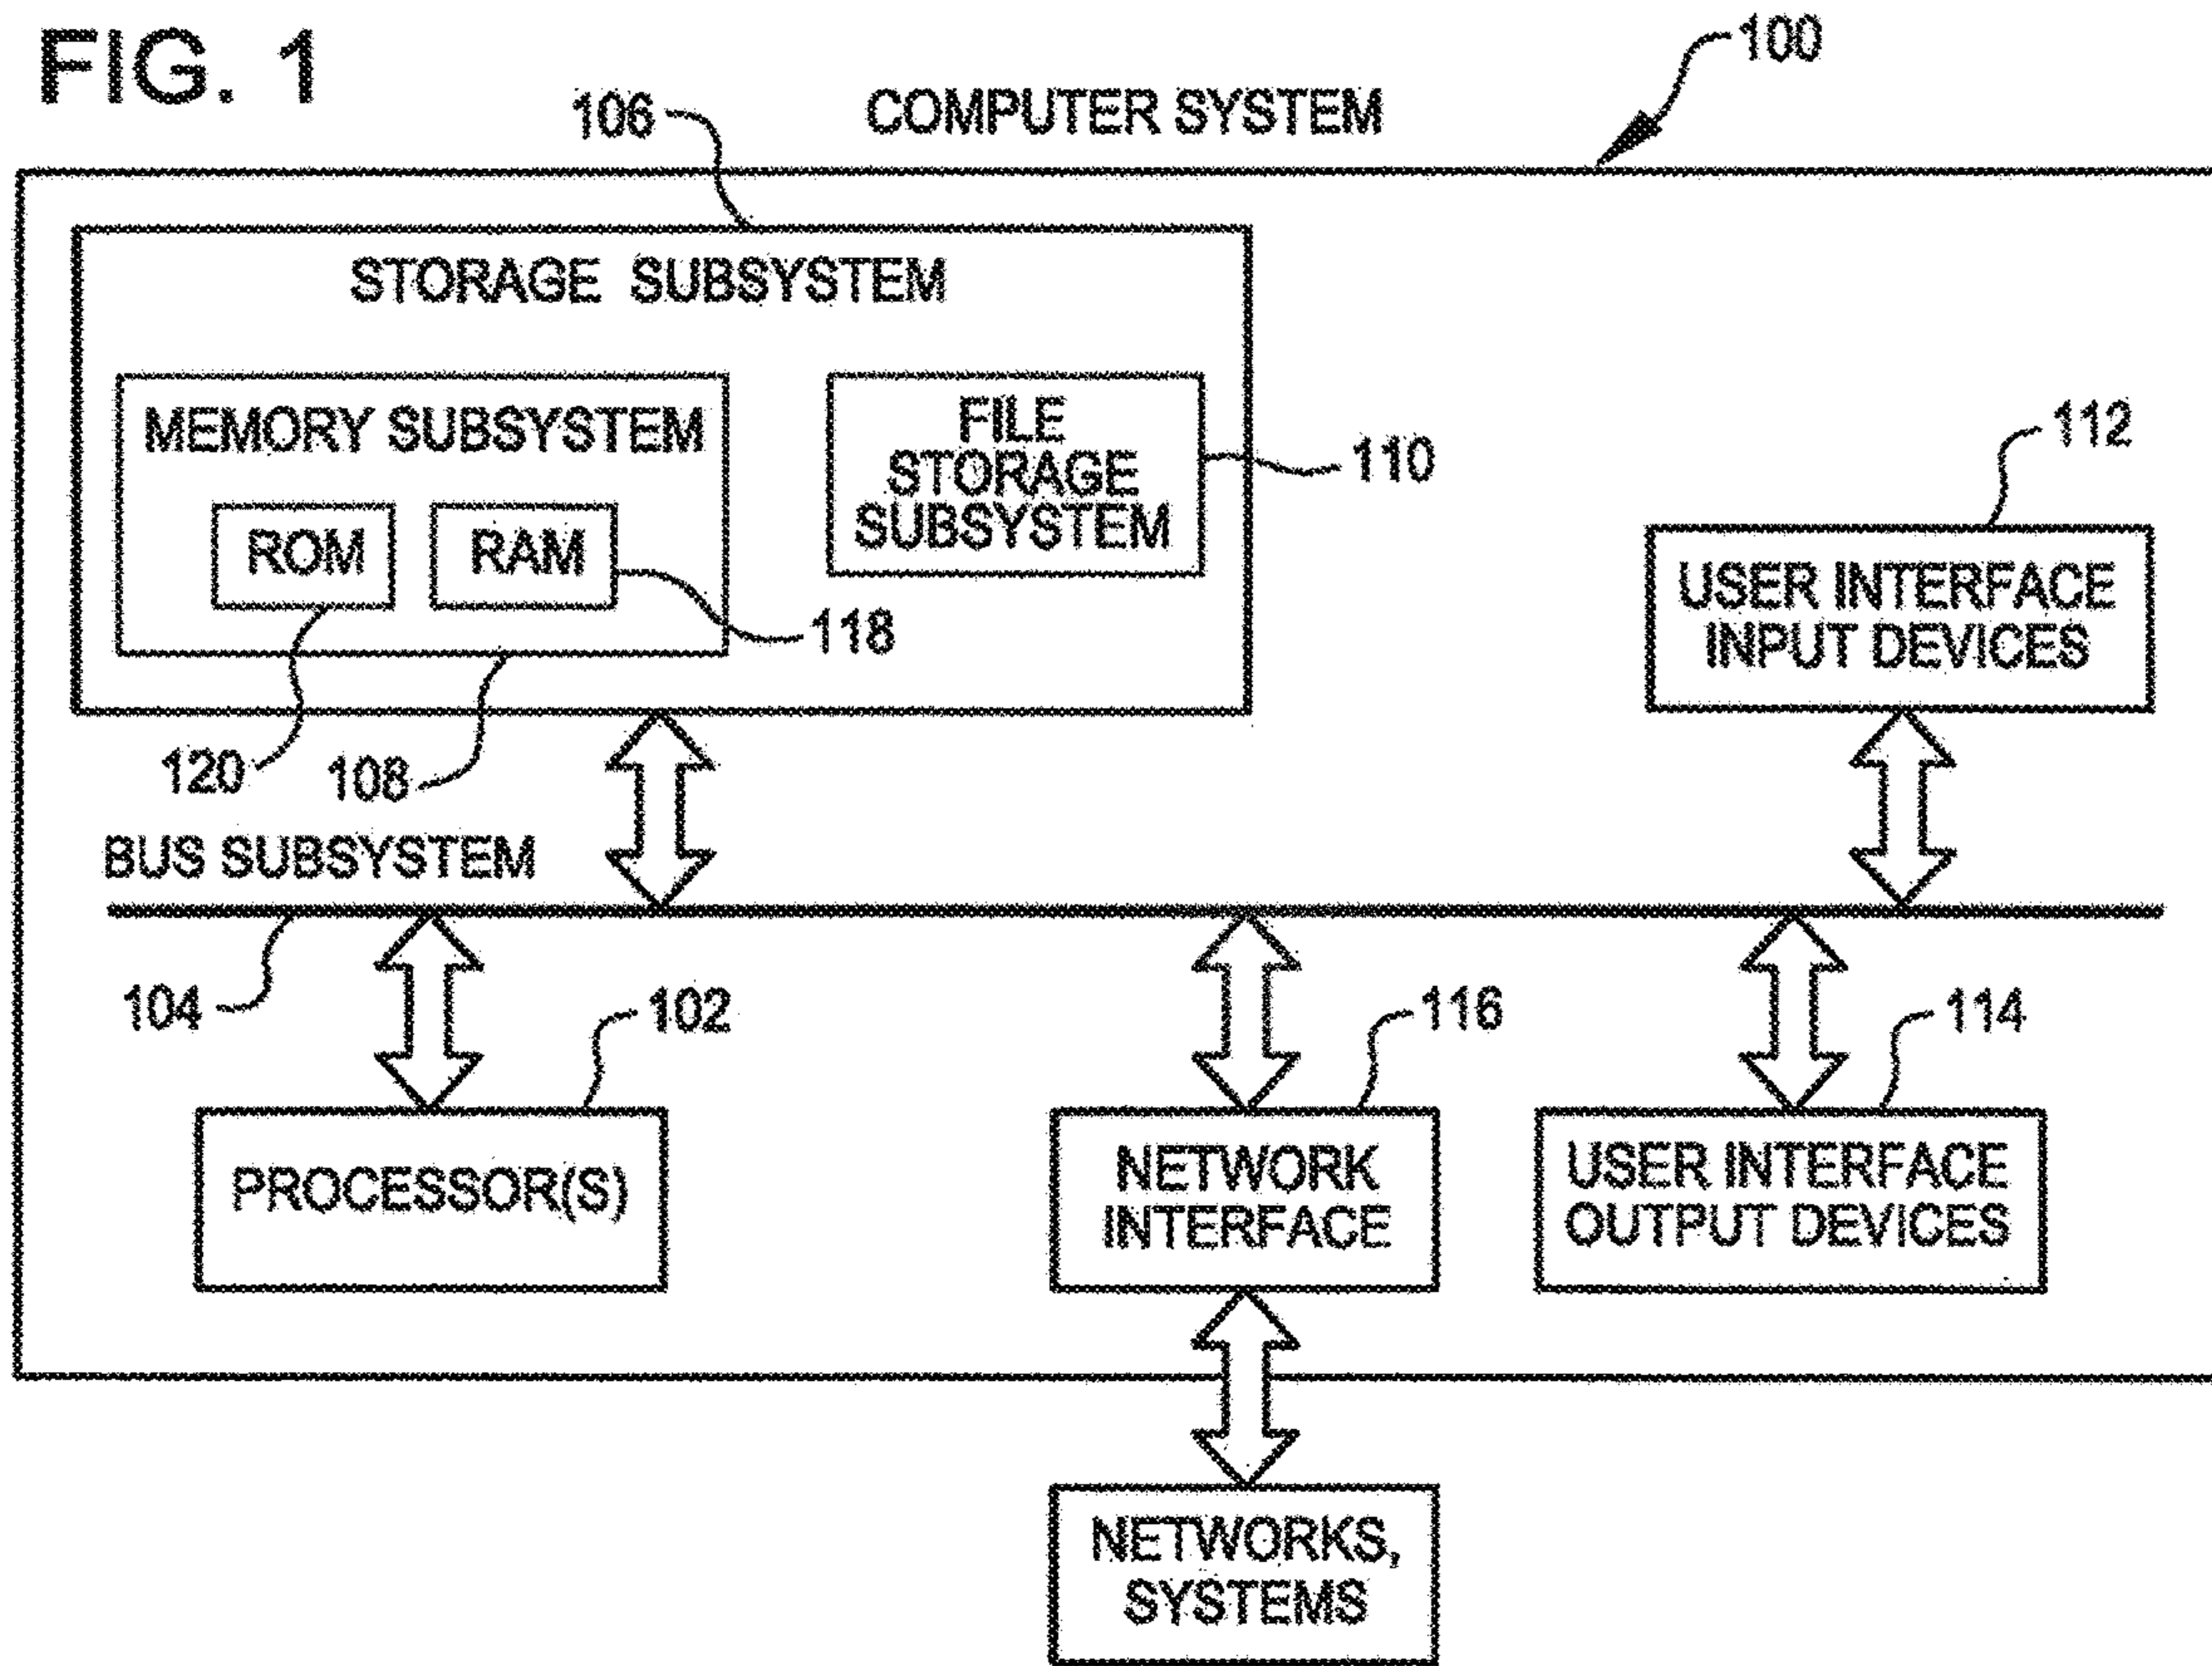 FIG. 1
100
106
COMPUTER SYSTEM
STORAGE SUBSYSTEM
MEMORY SUBSYSTEM
ROM
RAM
118
FILE
STORAGE
SUBSYSTEM
110
112
USER INTERFACE
INPUT DEVICES
120
108
BUS SUBSYSTEM
104
102
116
114
PROCESSOR(S)
NETWORK
INTERFACE
USER INTERFACE
OUTPUT DEVICES
NETWORKS,
SYSTEMS